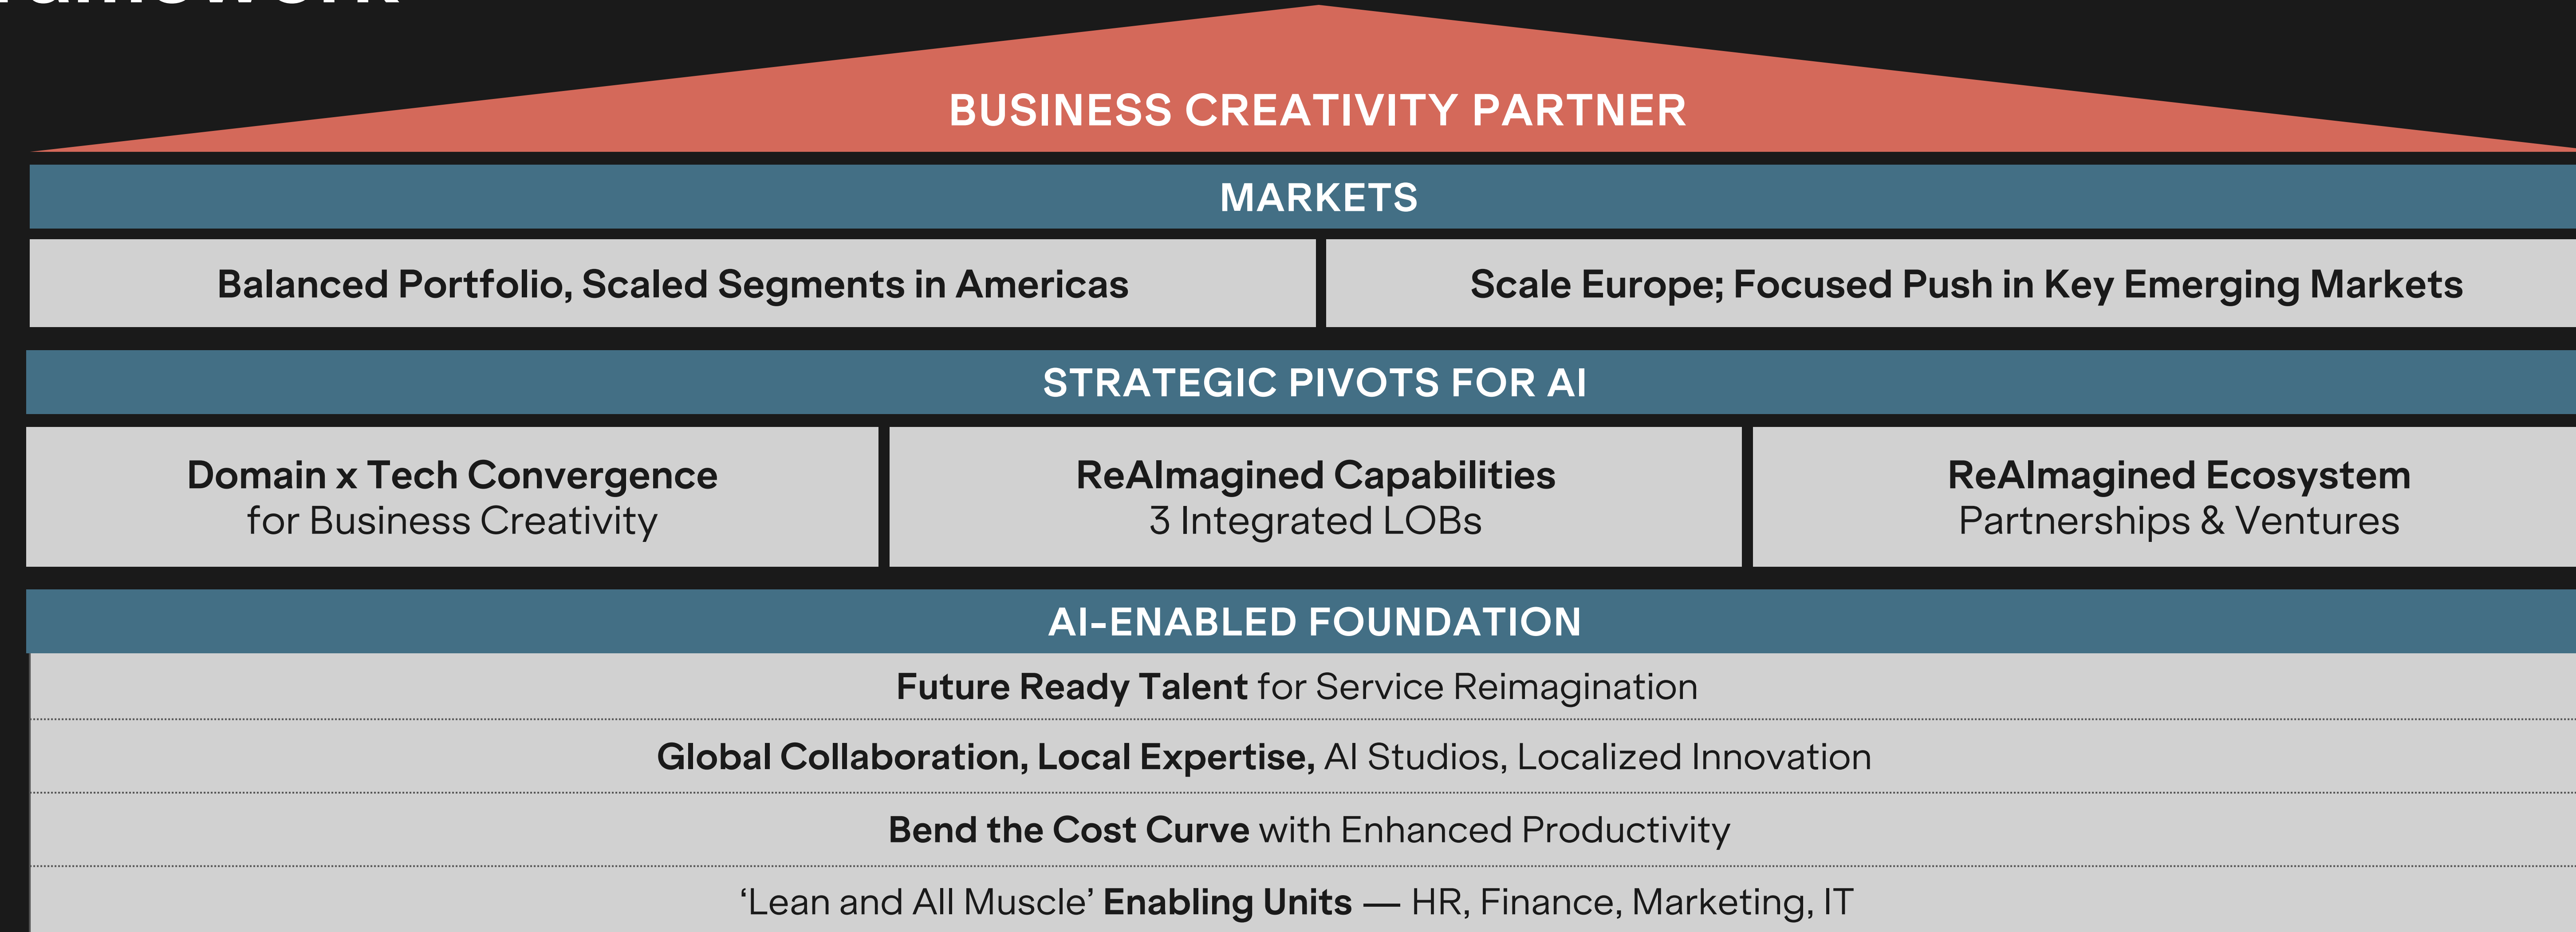 BUSINESS CREATIVITY PARTNER
MARKETS
Balanced Portfolio, Scaled Segments in Americas
Scale Europe; Focused Push in Key Emerging Markets
STRATEGIC PIVOTS FOR AI
Domain x Tech Convergence
for Business Creativity
ReAImagined Capabilities
3 Integrated LOBs
ReAImagined Ecosystem
Partnerships & Ventures
AI-ENABLED FOUNDATION
Future Ready Talent for Service Reimagination
Global Collaboration, Local Expertise, AI Studios, Localized Innovation
Bend the Cost Curve with Enhanced Productivity
‘Lean and All Muscle’ Enabling Units — HR, Finance, Marketing, IT